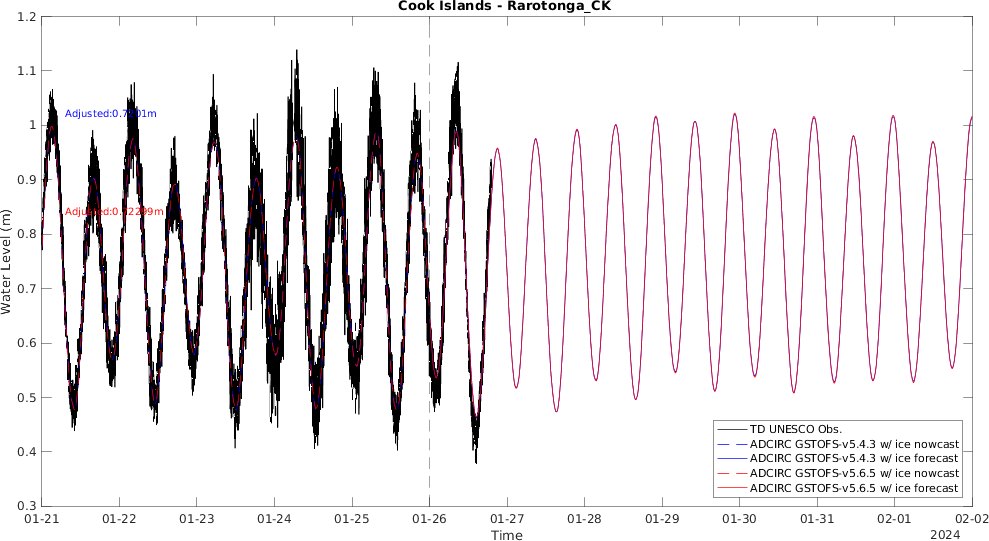 Cook Islands - Rarotonga_CK
Water Level (m)
1.2
1.1
1
0.9
0.8
0.7
0.6
0.5
0.4
0.3
TD UNESCO Obs.
ADCIRC GSTOFS-v5.4.3 w/ ice nowcast
ADCIRC GSTOFS-v5.4.3 w/ ice forecast
ADCIRC GSTOFS-v5.6.5 w/ ice nowcast
ADCIRC GSTOFS-v5.6.5 w/ ice forecast
01-21 01-22 01-23 01-24 01-25 01-26 01-27 01-28 01-29 01-30 01-31 02-01 02-02
Time
2024